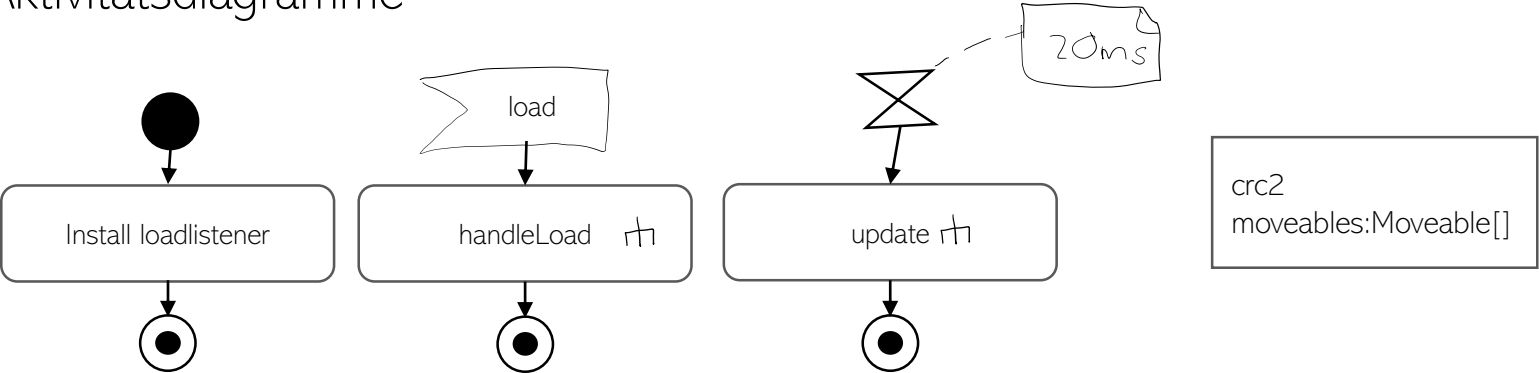 Aktivitätsdiagramme
20ms
load
Install loadlistener
handleLoad
update
crc2
moveables:Moveable[]